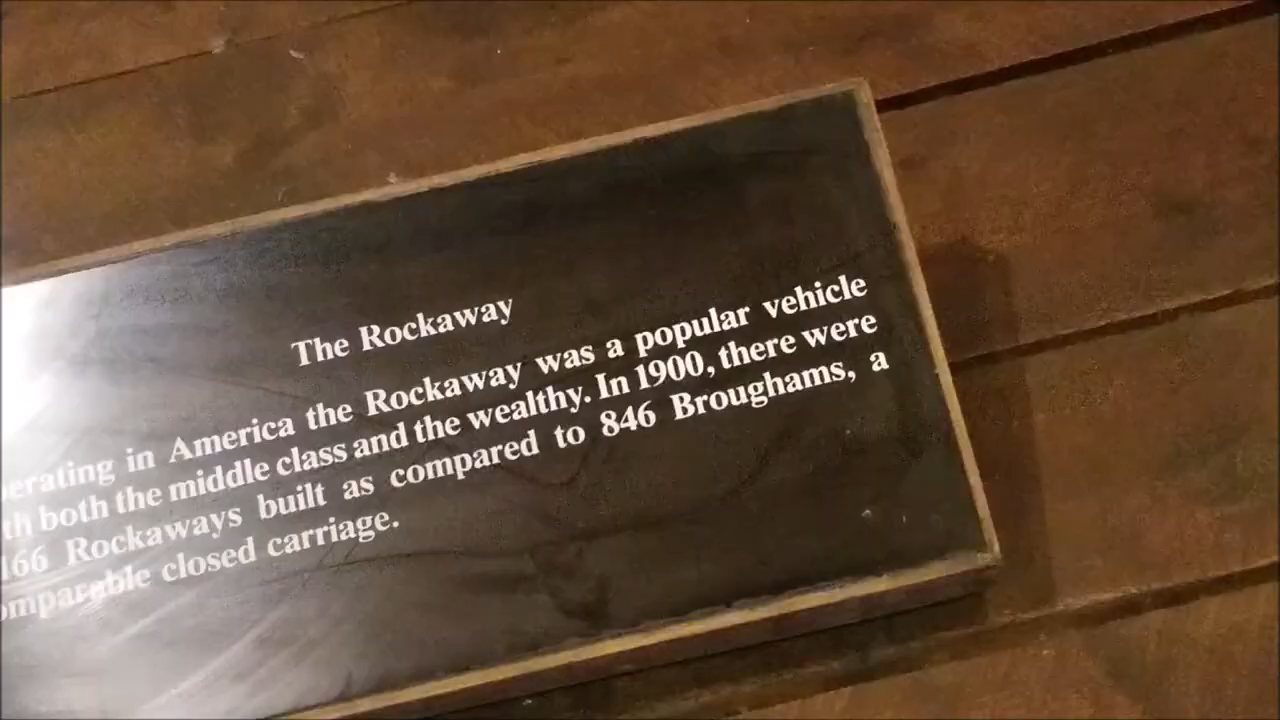 The Rockaway
erating in America the Rockaway was a popular vehicle
th both the middle class and the wealthy. In 1900, there were
166 Rockaways built as compared to 846 Broughams, a
omparable closed carriage.